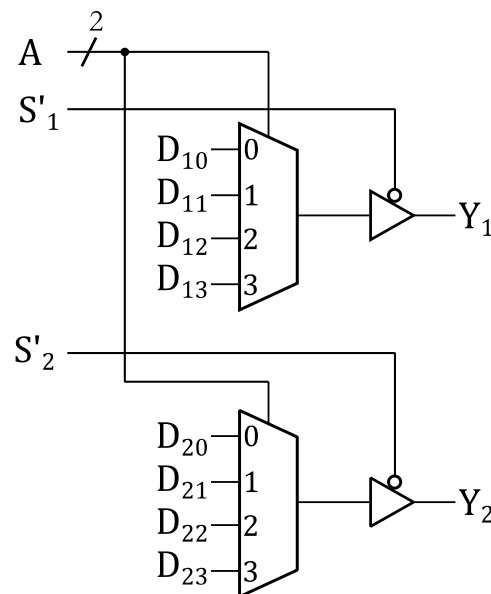 2
A
S'₁
D₁₀ 0
D₁₁ 1
D₁₂ 2
D₁₃ 3
Y₁
S'₂
D₂₀ 0
D₂₁ 1
D₂₂ 2
D₂₃ 3
Y₂